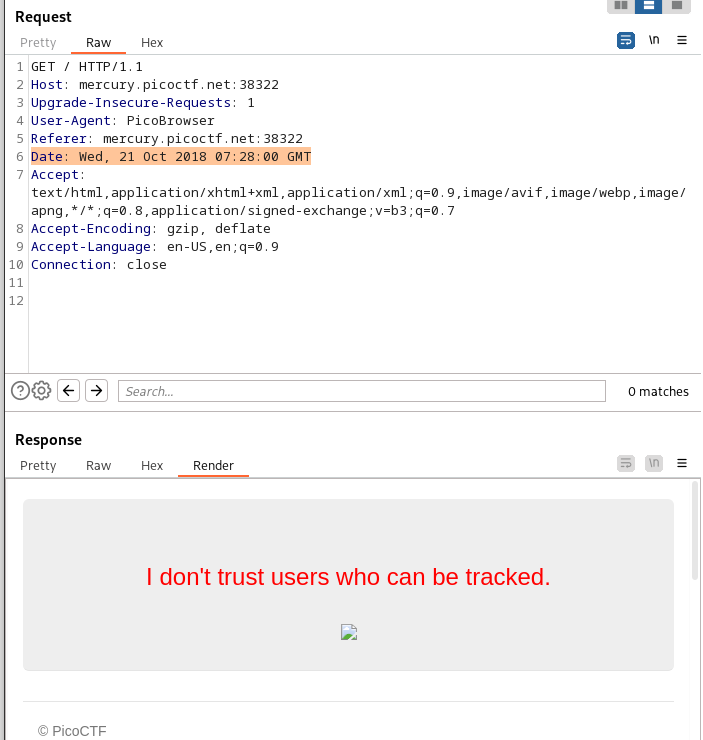 Request
Pretty Raw Hex \n
1 GET / HTTP/1.1
2 Host: mercury.picoctf.net:38322
3 Upgrade-Insecure-Requests: 1
4 User-Agent: PicoBrowser
5 Referer: mercury.picoctf.net:38322
6 Date: Wed, 21 Oct 2018 07:28:00 GMT
7 Accept:
text/html,application/xhtml+xml,application/xml;q=0.9,image/avif,image/webp,image/
apng,*/*;q=0.8,application/signed-exchange;v=b3;q=0.7
8 Accept-Encoding: gzip, deflate
9 Accept-Language: en-US,en;q=0.9
10 Connection: close
11
12
Search... 0 matches
Response
Pretty Raw Hex Render \n
I don't trust users who can be tracked.
© PicoCTF